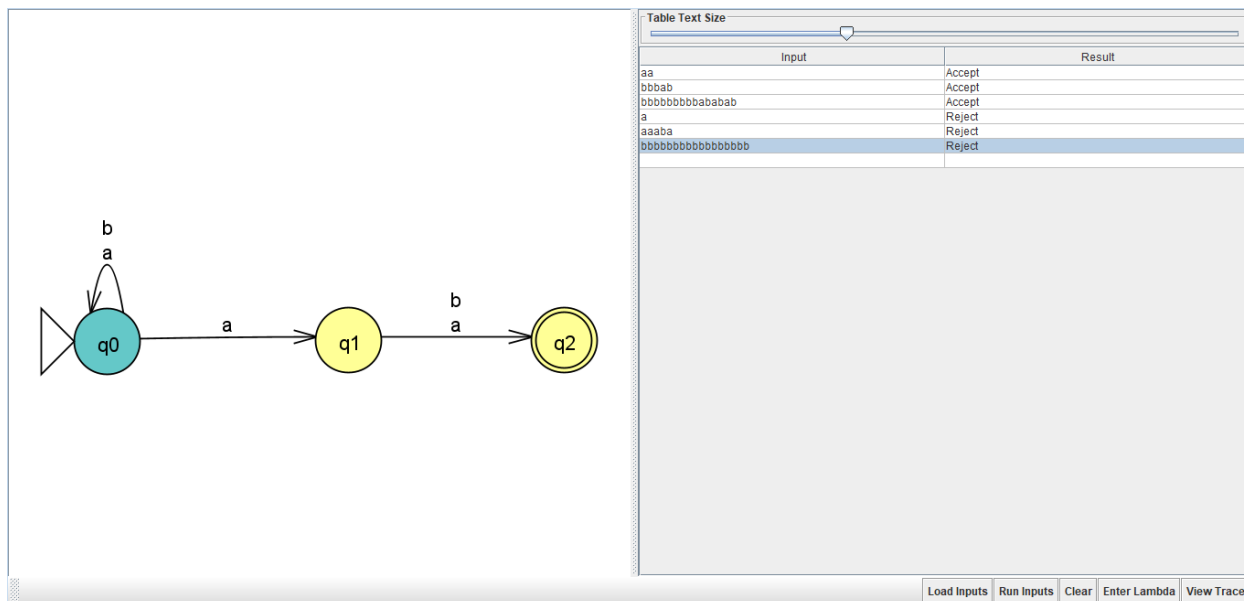 Table Text Size
Input Result
aa Accept
bbbab Accept
bbbbbbbbbababab Accept
a Reject
aaaba Reject
bbbbbbbbbbbbbbbbb Reject
b
a
q0
a
q1
b
a
q2
Load Inputs Run Inputs Clear Enter Lambda View Trace